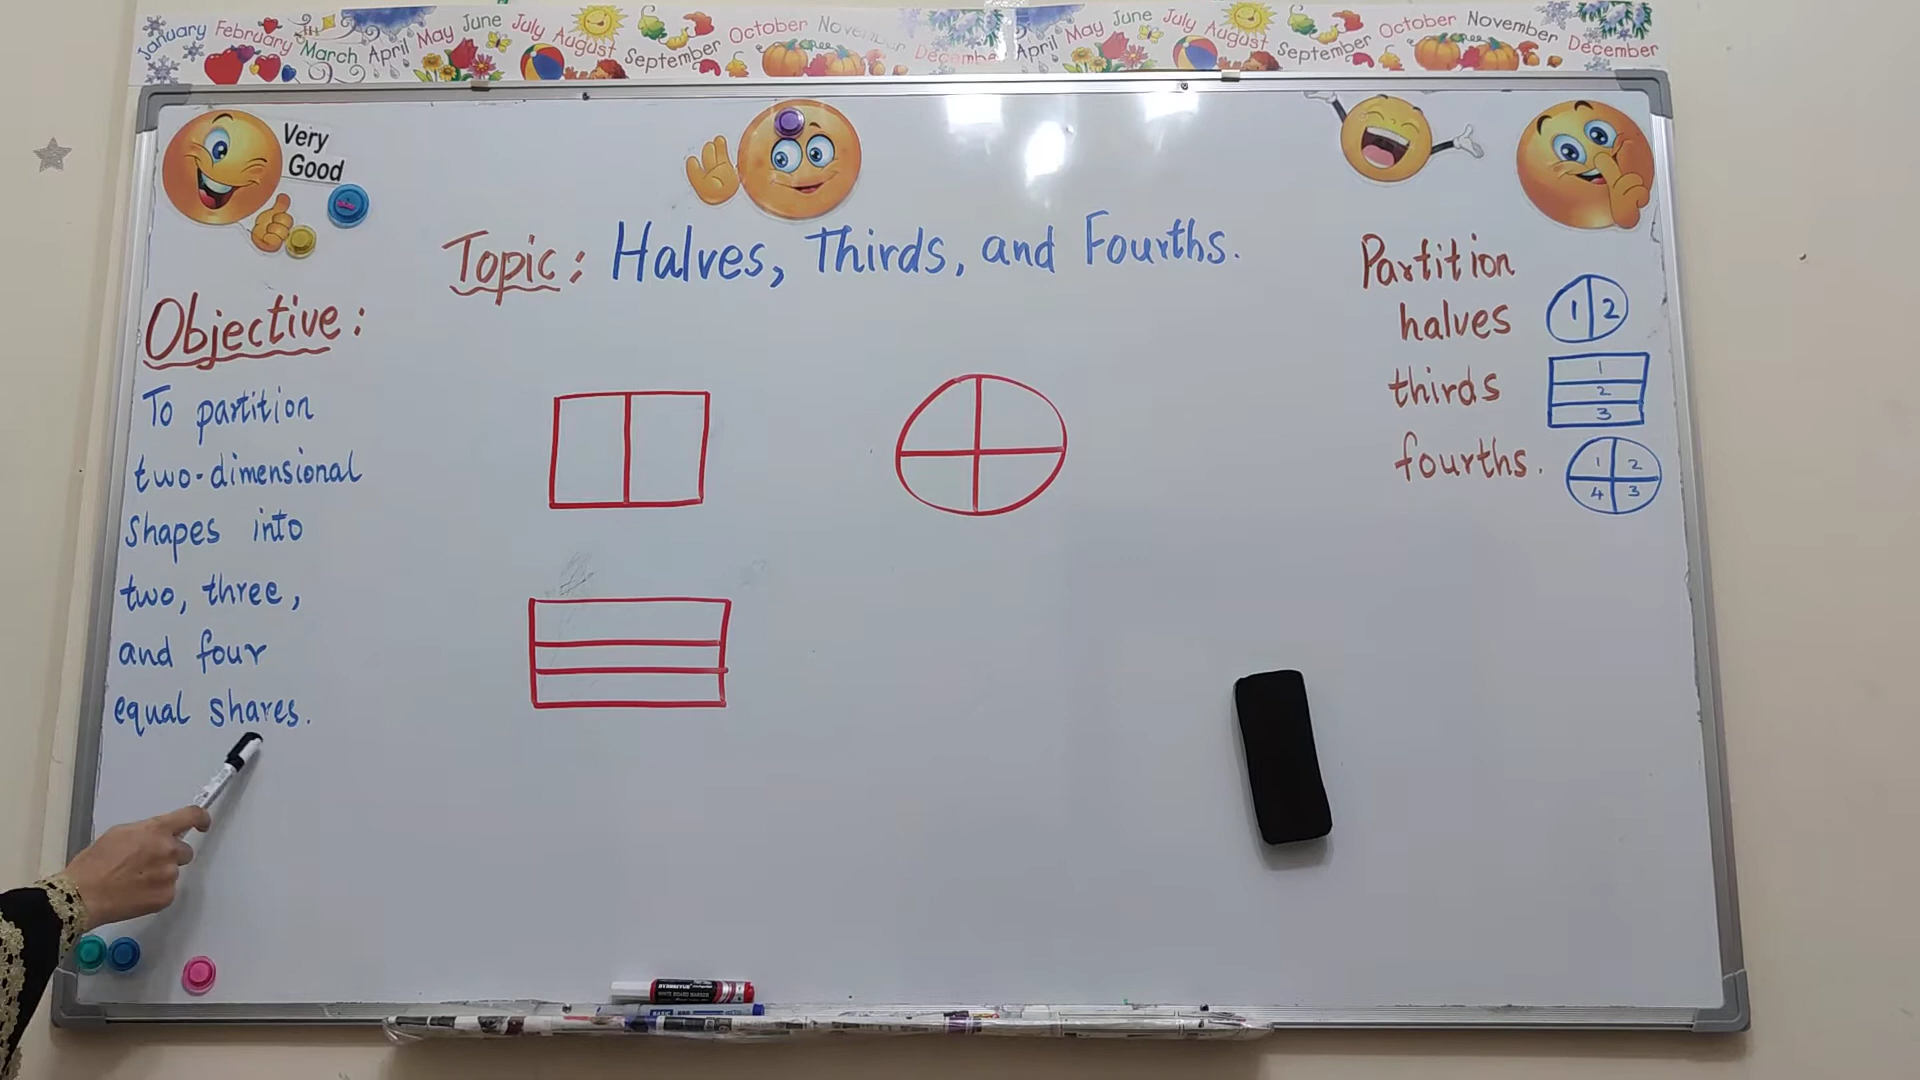 January February March April May June July August September October November December April May June July August September October November December
Very
Good
Topic: Halves, Thirds, and Fourths.
Objective:
To partition
two-dimensional
shapes into
two, three,
and four
equal shares.
Partition
halves
1 2
thirds
1
2
3
fourths.
1 2
4 3